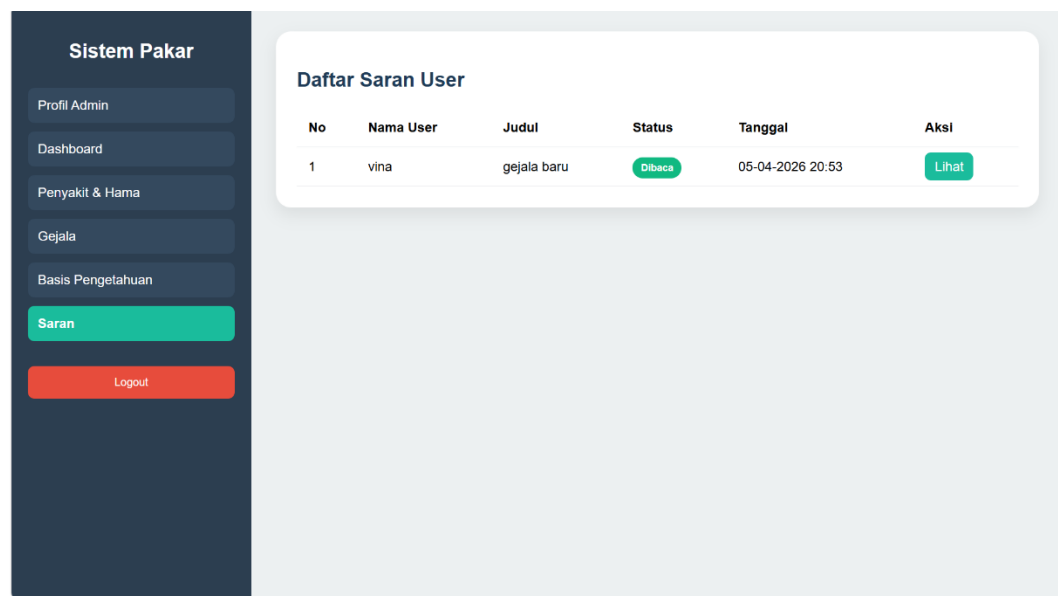 Sistem Pakar
Profil Admin
Dashboard
Penyakit & Hama
Gejala
Basis Pengetahuan
Saran
Logout
Daftar Saran User
No Nama User Judul Status Tanggal Aksi
1 vina gejala baru Dibaca 05-04-2026 20:53 Lihat